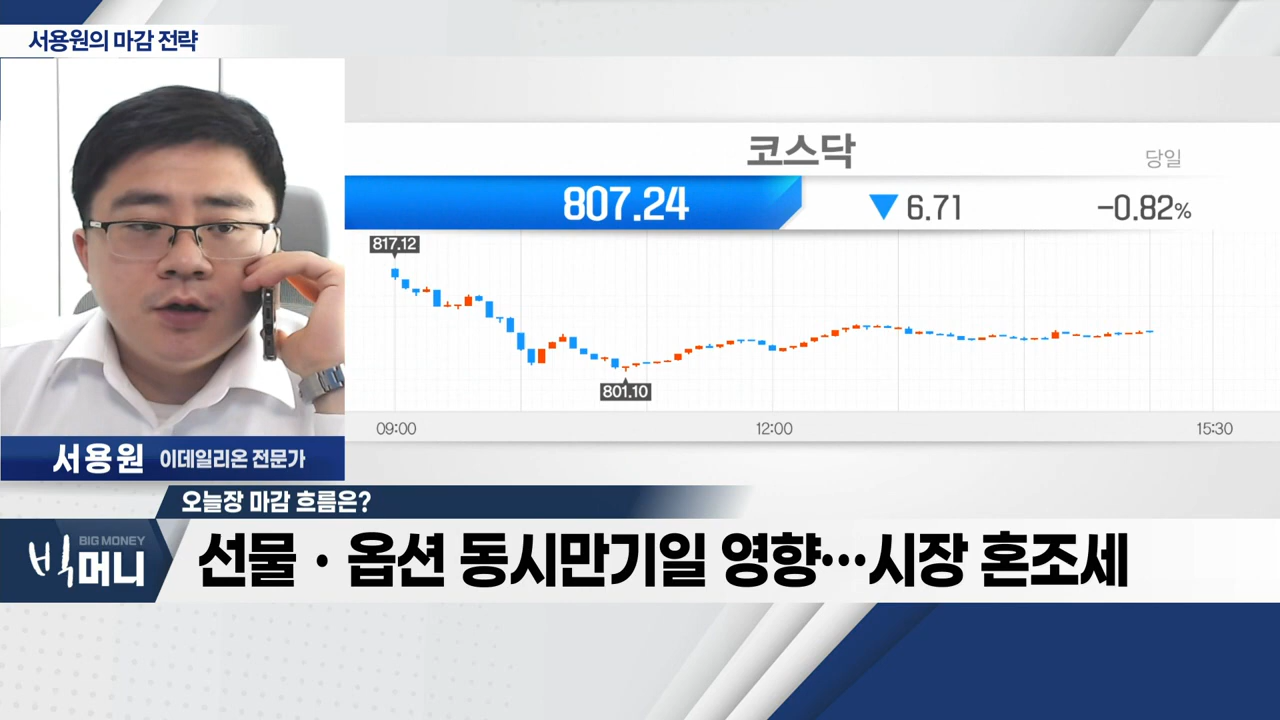 서용원의 마감 전략
코스닥
당일
807.24 ▼ 6.71 -0.82%
817.12
801.10
09:00 12:00 15:30
서용원 이데일리온 전문가
오늘장 마감 흐름은?
BIG MONEY
빅머니
선물·옵션 동시만기일 영향…시장 혼조세